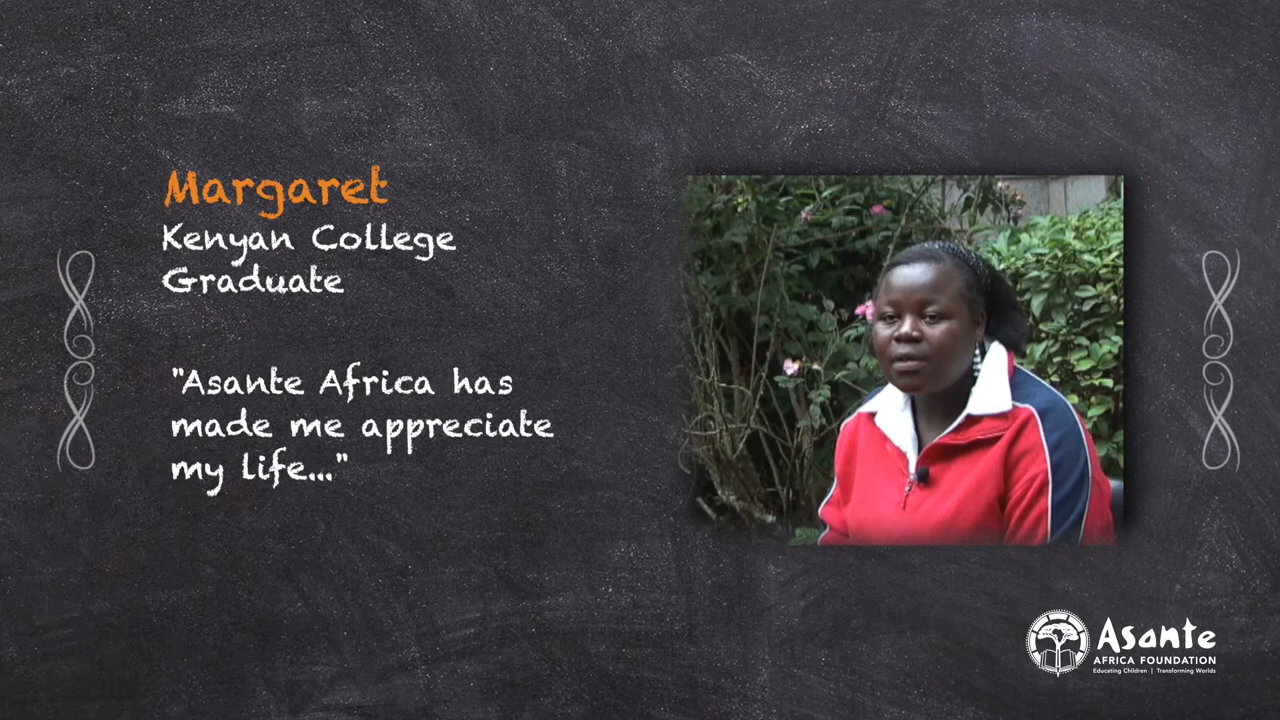 Margaret
Kenyan College
Graduate
"Asante Africa has
made me appreciate
my life..."
Asante
AFRICA FOUNDATION
Educating Children | Transforming Worlds